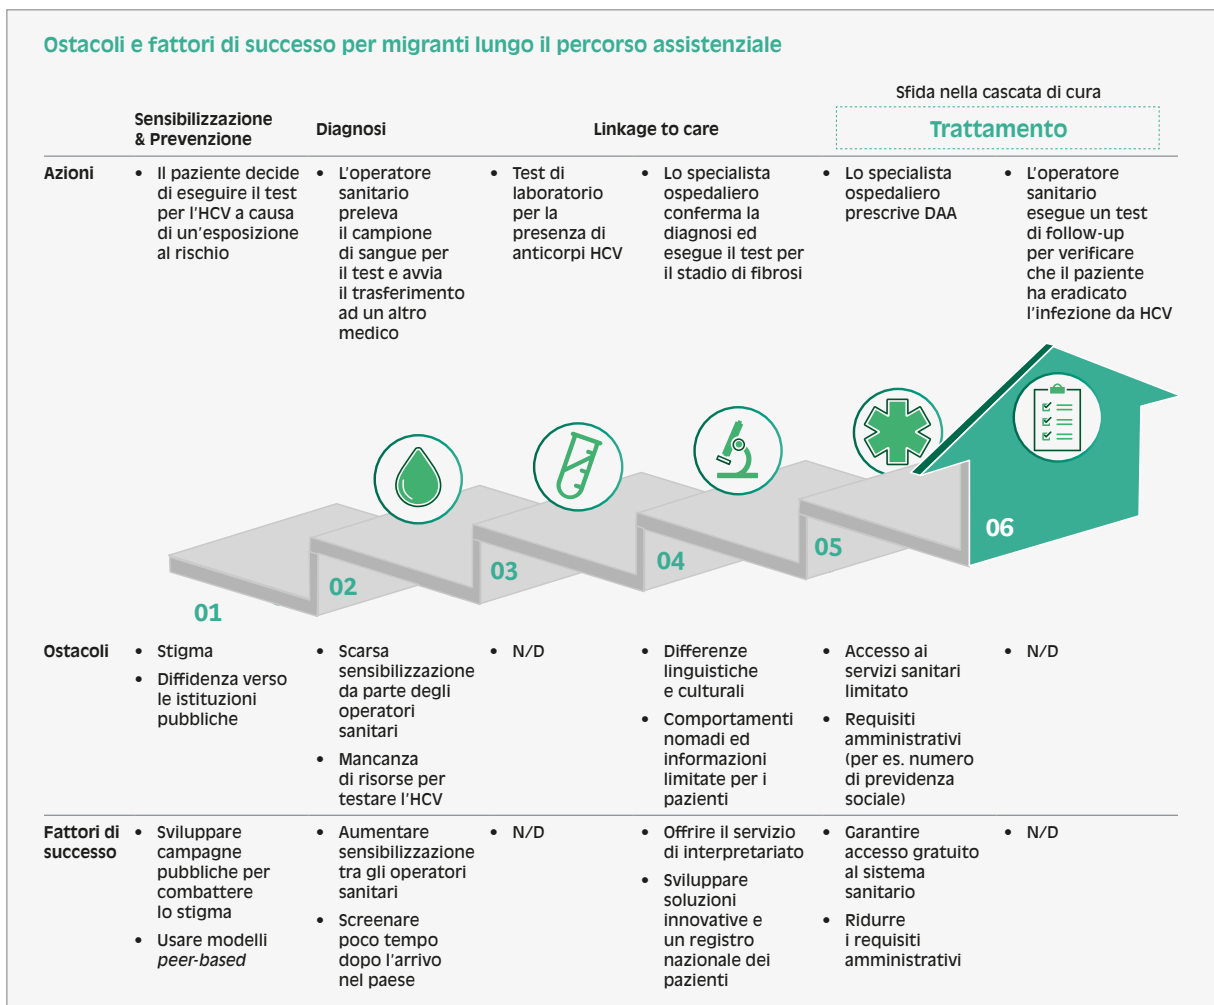 Ostacoli e fattori di successo per migranti lungo il percorso assistenziale
Sfida nella cascata di cura
Sensibilizzazione
& Prevenzione
Diagnosi
Linkage to care
Trattamento
Azioni
• Il paziente decide
di eseguire il test
per l'HCV a causa
di un'esposizione
al rischio
• L'operatore
sanitario
preleva
il campione
di sangue per
il test e avvia
il trasferimento
ad un altro
medico
• Test di
laboratorio
per la
presenza di
anticorpi HCV
• Lo specialista
ospedaliero
conferma la
diagnosi ed
esegue il test per
il stadio di fibrosi
• Lo specialista
ospedaliero
prescrive DAA
• L'operatore
sanitario
esegue un test
di follow-up
per verificare
che il paziente
ha eradicato
l'infezione da HCV
01
02
03
04
05
06
Ostacoli
• Stigma
• Diffidenza verso
le istituzioni
pubbliche
• Scarsa
sensibilizzazione
da parte degli
operatori
sanitari
• Mancanza
di risorse per
testare l'HCV
• N/D
• Differenze
linguistiche
e culturali
• Comportamenti
nomadi ed
informazioni
limitate per i
pazienti
• Accesso ai
servizi sanitari
limitato
• Requisiti
amministrativi
(per es. numero
di previdenza
sociale)
• N/D
Fattori di
successo
• Sviluppare
campagne
pubbliche per
combattere
lo stigma
• Usare modelli
peer-based
• Aumentare
sensibilizzazione
tra gli operatori
sanitari
• Screenare
poco tempo
dopo l'arrivo
nel paese
• N/D
• Offrire il servizio
di interpretariato
• Sviluppare
soluzioni
innovative e
un registro
nazionale dei
pazienti
• Garantire
accesso gratuito
al sistema
sanitario
• Ridurre
i requisiti
amministrativi
• N/D